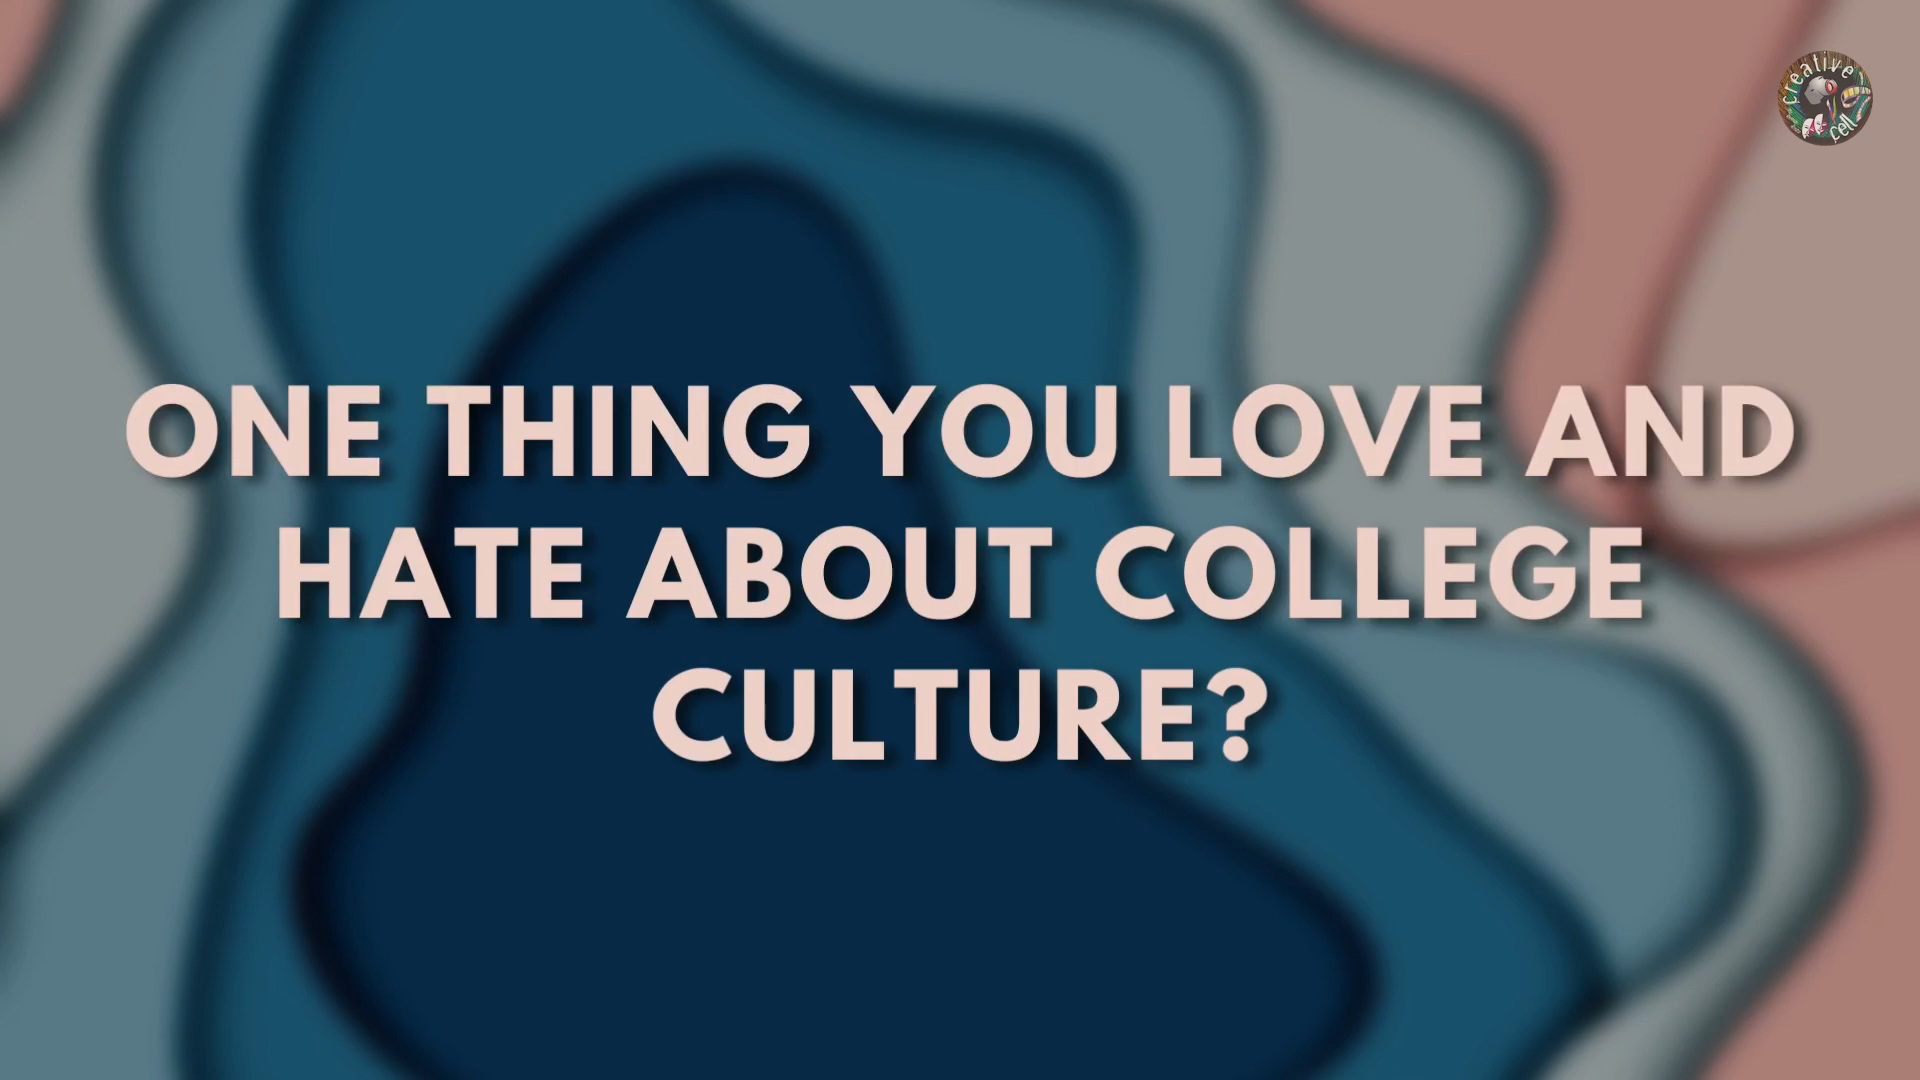 ONE THING YOU LOVE AND
HATE ABOUT COLLEGE
CULTURE?
creative
cell